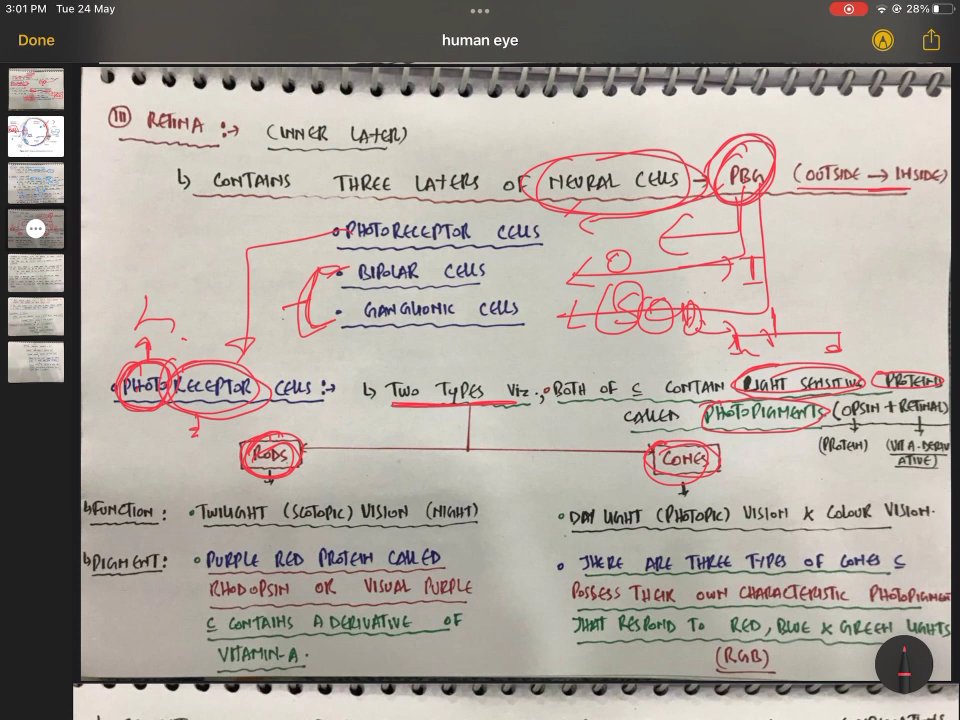 3:01 PM Tue 24 May
28%
Done
human eye
III RETINA :→ (INNER LAYER)
↳ CONTAINS THREE LAYERS OF NEURAL CELLS → PBG (OUTSIDE → INSIDE)
• PHOTORECEPTOR CELLS
• BIPOLAR CELLS
• GANGLIONIC CELLS
• PHOTORECEPTOR CELLS :→ ↳ TWO TYPES Viz., • BOTH OF C CONTAIN LIGHT SENSITIVE PROTEINS
CALLED PHOTOPIGMENTS (OPSIN + RETINAL)
(PROTEIN) (VIT A-DERIV
ATIVE)
RODS CONES
↳ FUNCTION: • TWILIGHT (SCOTOPIC) VISION (NIGHT) • DAY LIGHT (PHOTOPIC) VISION & COLOUR VISION.
↳ PIGMENT: • PURPLE RED PROTEIN CALLED
RHODOPSIN OR VISUAL PURPLE
C CONTAINS A DERIVATIVE OF
VITAMIN-A.
• THERE ARE THREE TYPES OF CONES C
POSSESS THEIR OWN CHARACTERISTIC PHOTOPIGMENT
THAT RESPOND TO RED, BLUE & GREEN LIGHTS
(RGB)